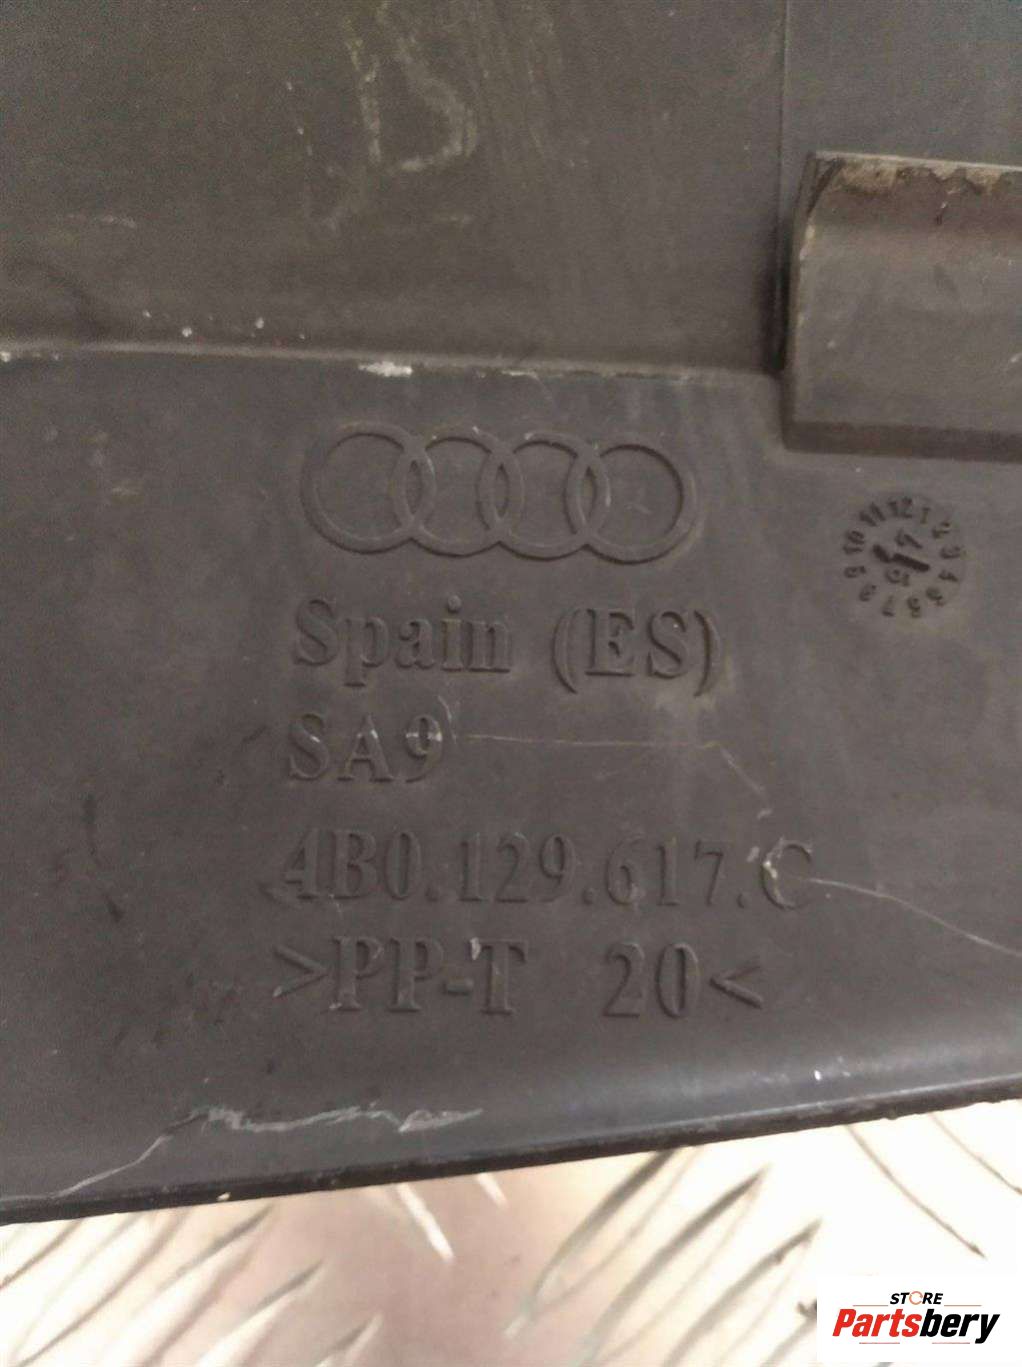 Spain (ES)
SA9
4B0.129.617.C
>PP-T 20<
STORE
Partsbery